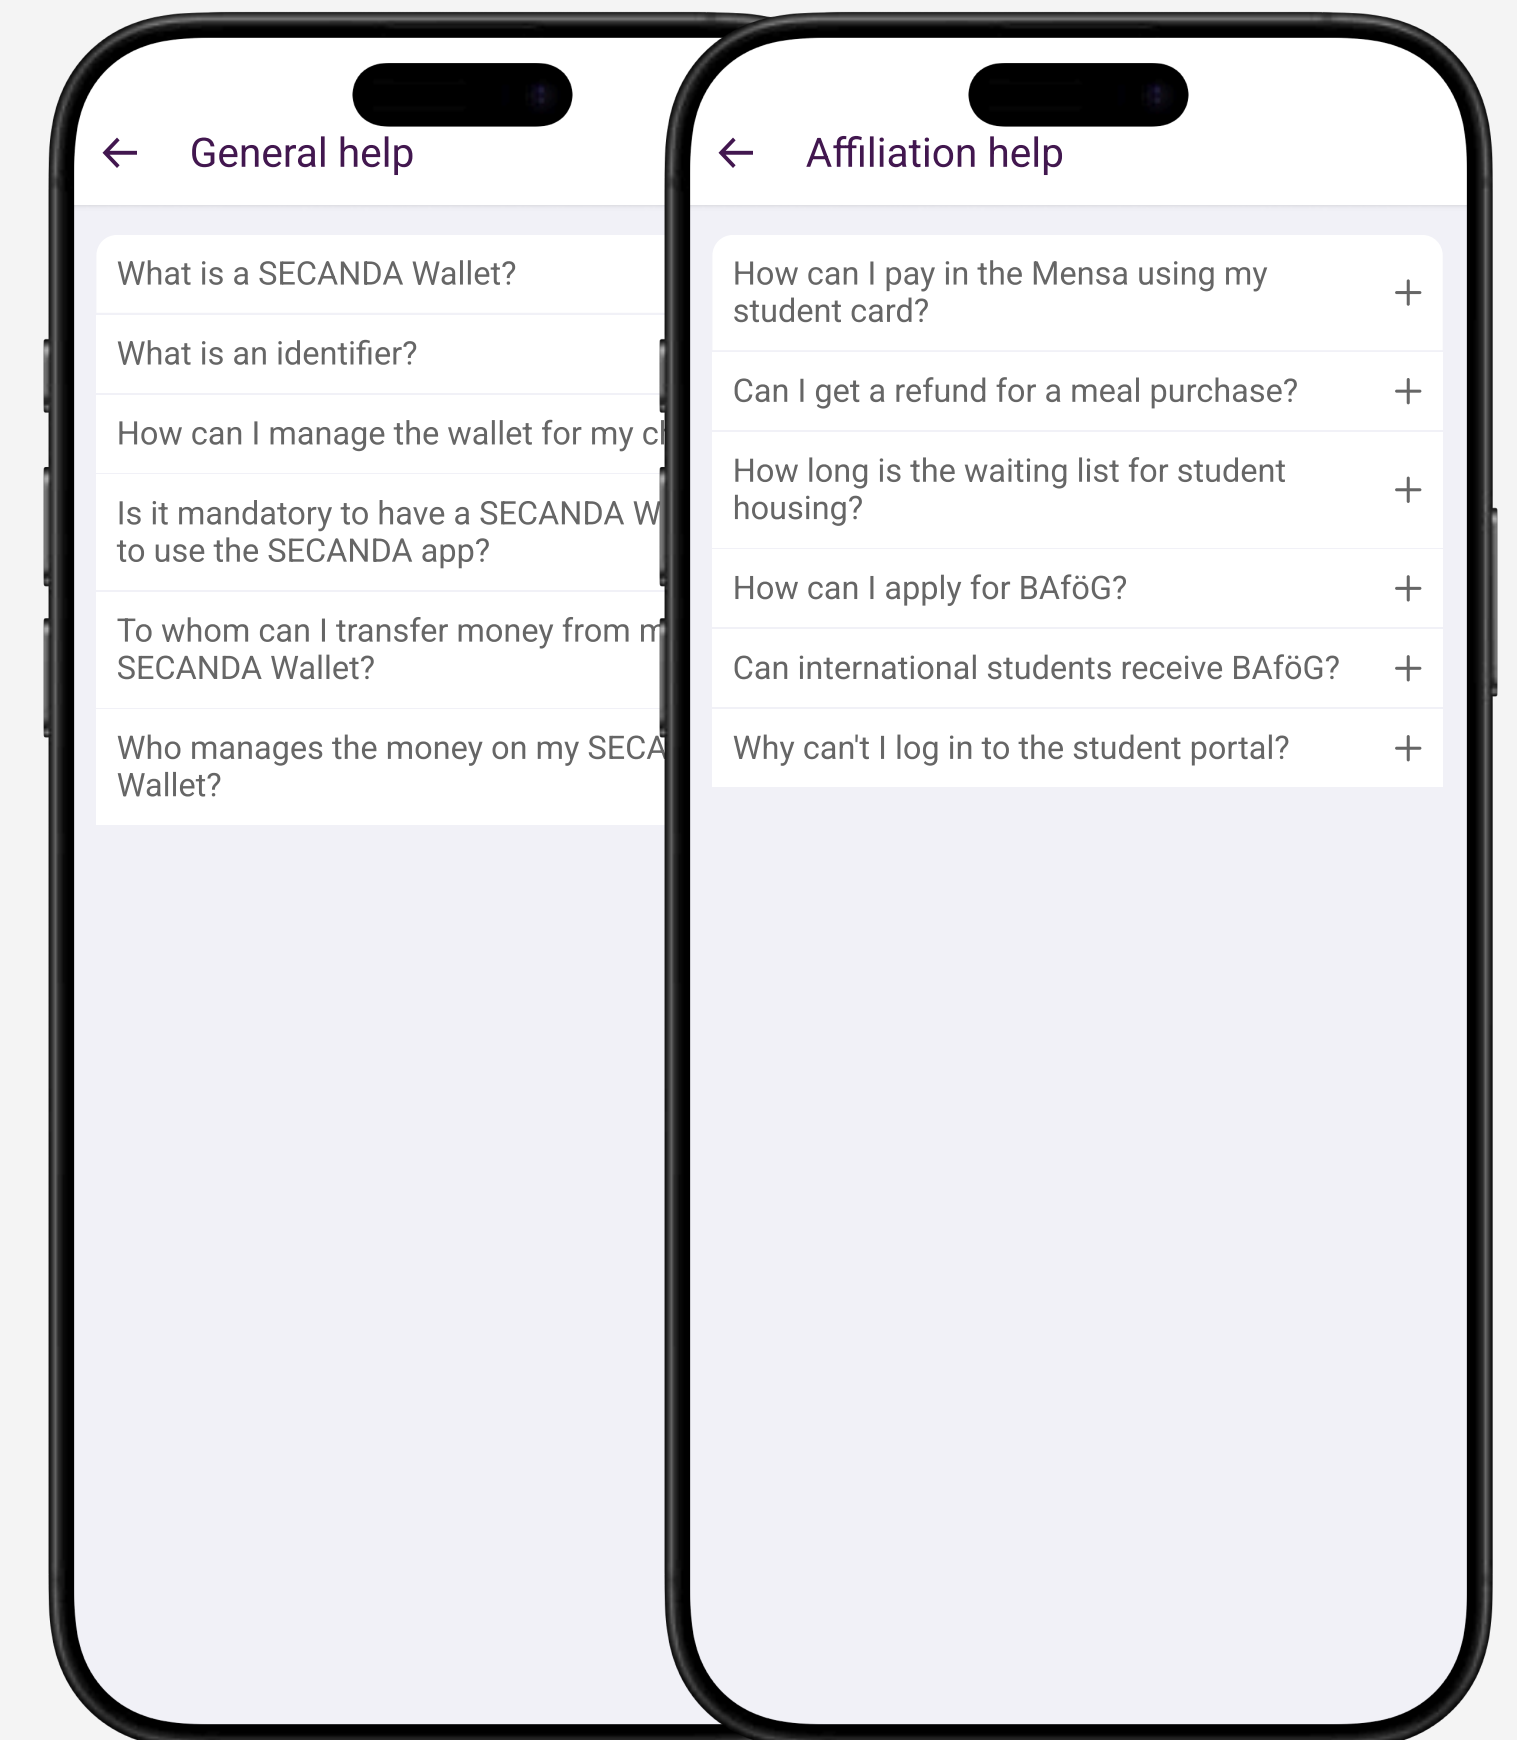 General help
What is a SECANDA Wallet?
What is an identifier?
How can I manage the wallet for my
Is it mandatory to have a SECANDA
to use the SECANDA app?
To whom can I transfer money from
SECANDA Wallet?
Who manages the money on my
Wallet?
Affiliation help
How can I pay in the Mensa using my
student card?
Can I get a refund for a meal purchase?
How long is the waiting list for student
housing?
How can I apply for BAföG?
Can international students receive BAföG?
Why can't I log in to the student portal?